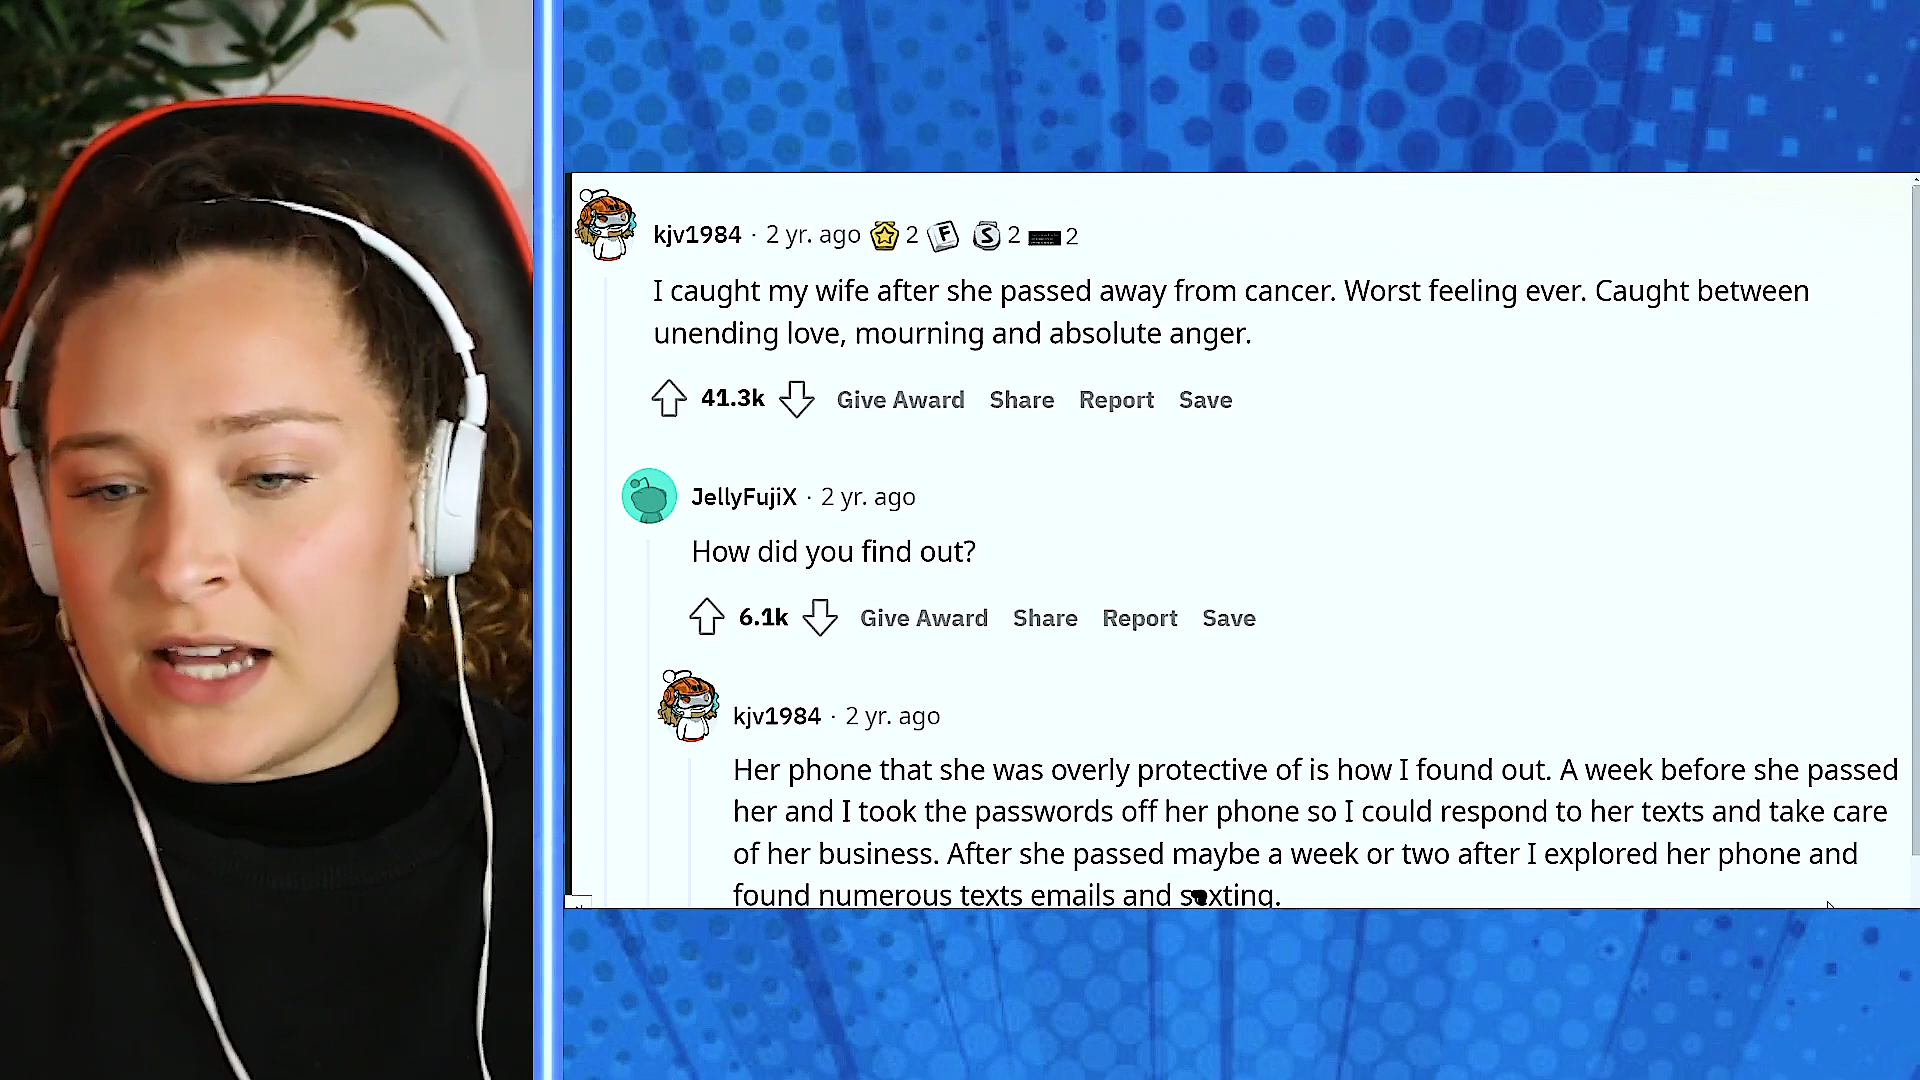 kjv1984 · 2 yr. ago 2 F S 2 2
I caught my wife after she passed away from cancer. Worst feeling ever. Caught between
unending love, mourning and absolute anger.
41.3k Give Award Share Report Save
JellyFujiX · 2 yr. ago
How did you find out?
6.1k Give Award Share Report Save
kjv1984 · 2 yr. ago
Her phone that she was overly protective of is how I found out. A week before she passed
her and I took the passwords off her phone so I could respond to her texts and take care
of her business. After she passed maybe a week or two after I explored her phone and
found numerous texts emails and sexting.